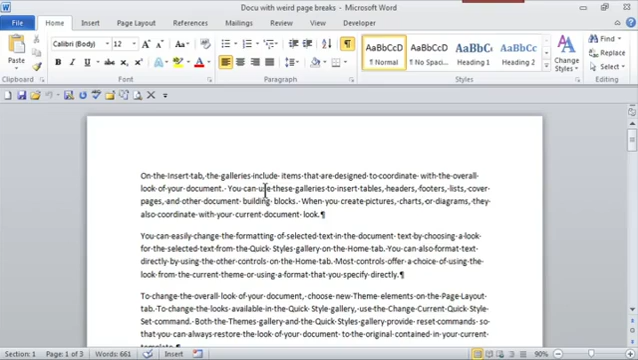 Docu with weird page breaks - Microsoft Word
File Home Insert Page Layout References Mailings Review View Developer
Calibri (Body) 12
Paste
Clipboard Font Paragraph Styles Editing
AaBbCcD AaBbCcD AaBbC AaBbCc
¶ Normal ¶ No Spaci... Heading 1 Heading 2
Change Styles
Find
Replace
Select
On the Insert tab, the galleries include items that are designed to coordinate with the overall
look of your document. You can use these galleries to insert tables, headers, footers, lists, cover
pages, and other document building blocks. When you create pictures, charts, or diagrams, they
also coordinate with your current document look.¶
You can easily change the formatting of selected text in the document text by choosing a look
for the selected text from the Quick Styles gallery on the Home tab. You can also format text
directly by using the other controls on the Home tab. Most controls offer a choice of using the
look from the current theme or using a format that you specify directly.¶
To change the overall look of your document, choose new Theme elements on the Page Layout
tab. To change the looks available in the Quick Style gallery, use the Change Current Quick
Style Set command. Both the Themes gallery and the Quick Styles gallery provide reset commands so
that you can always restore the look of your document to the original contained in your current
template.¶
Section: 1 Page: 1 of 3 Words: 661 Insert 90%